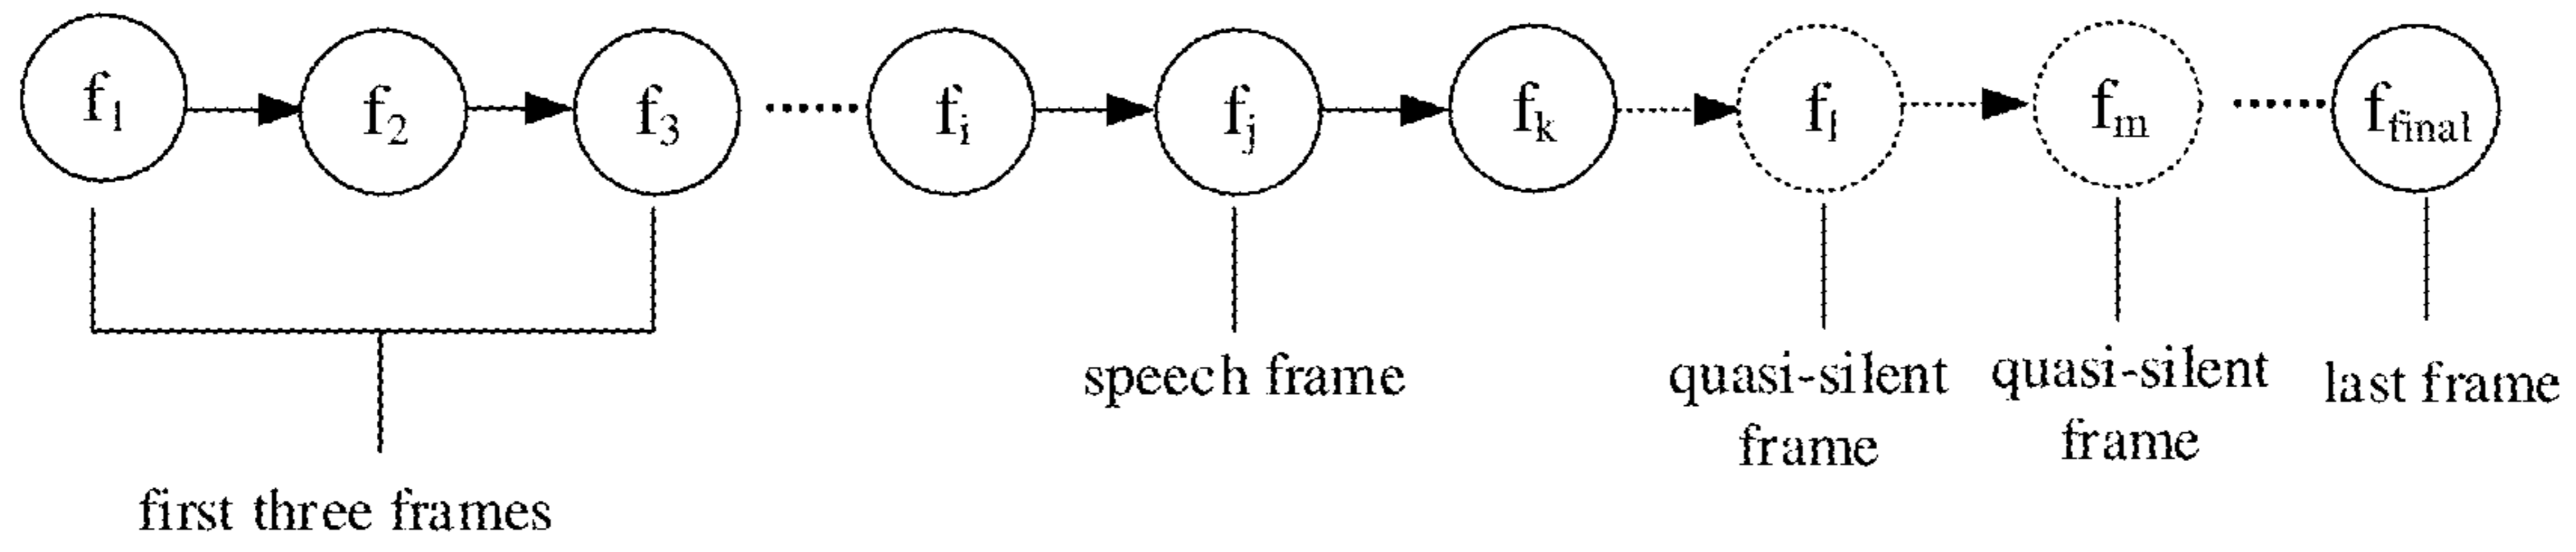 f1 f2 f3 fi fj fk fl fm ffinal
speech frame
quasi-silent frame
quasi-silent frame
last frame
first three frames